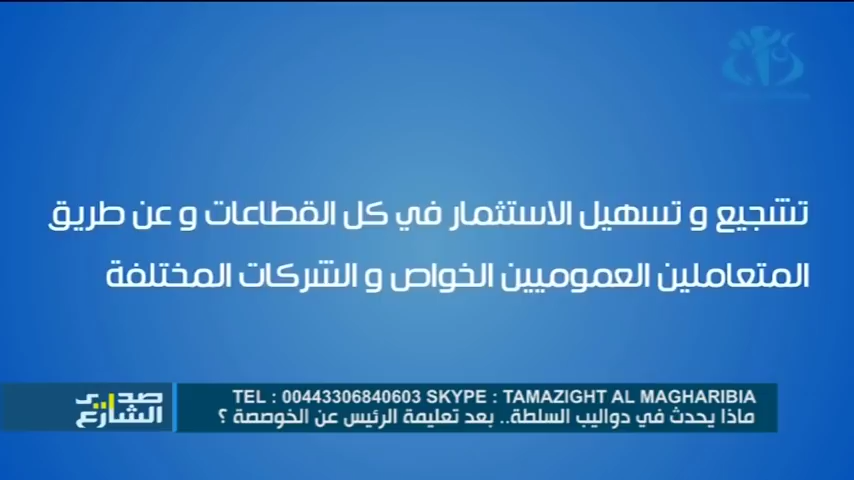 تشجيع و تسهيل الاستثمار في كل القطاعات و عن طريق
المتعاملين العموميين الخواص و الشركات المختلفة
TEL : 00443306840603 SKYPE : TAMAZIGHT AL MAGHARIBIA
ماذا يحدث في دواليب السلطة.. بعد تعليمة الرئيس عن الخوصصة ؟
صدى
الشارع